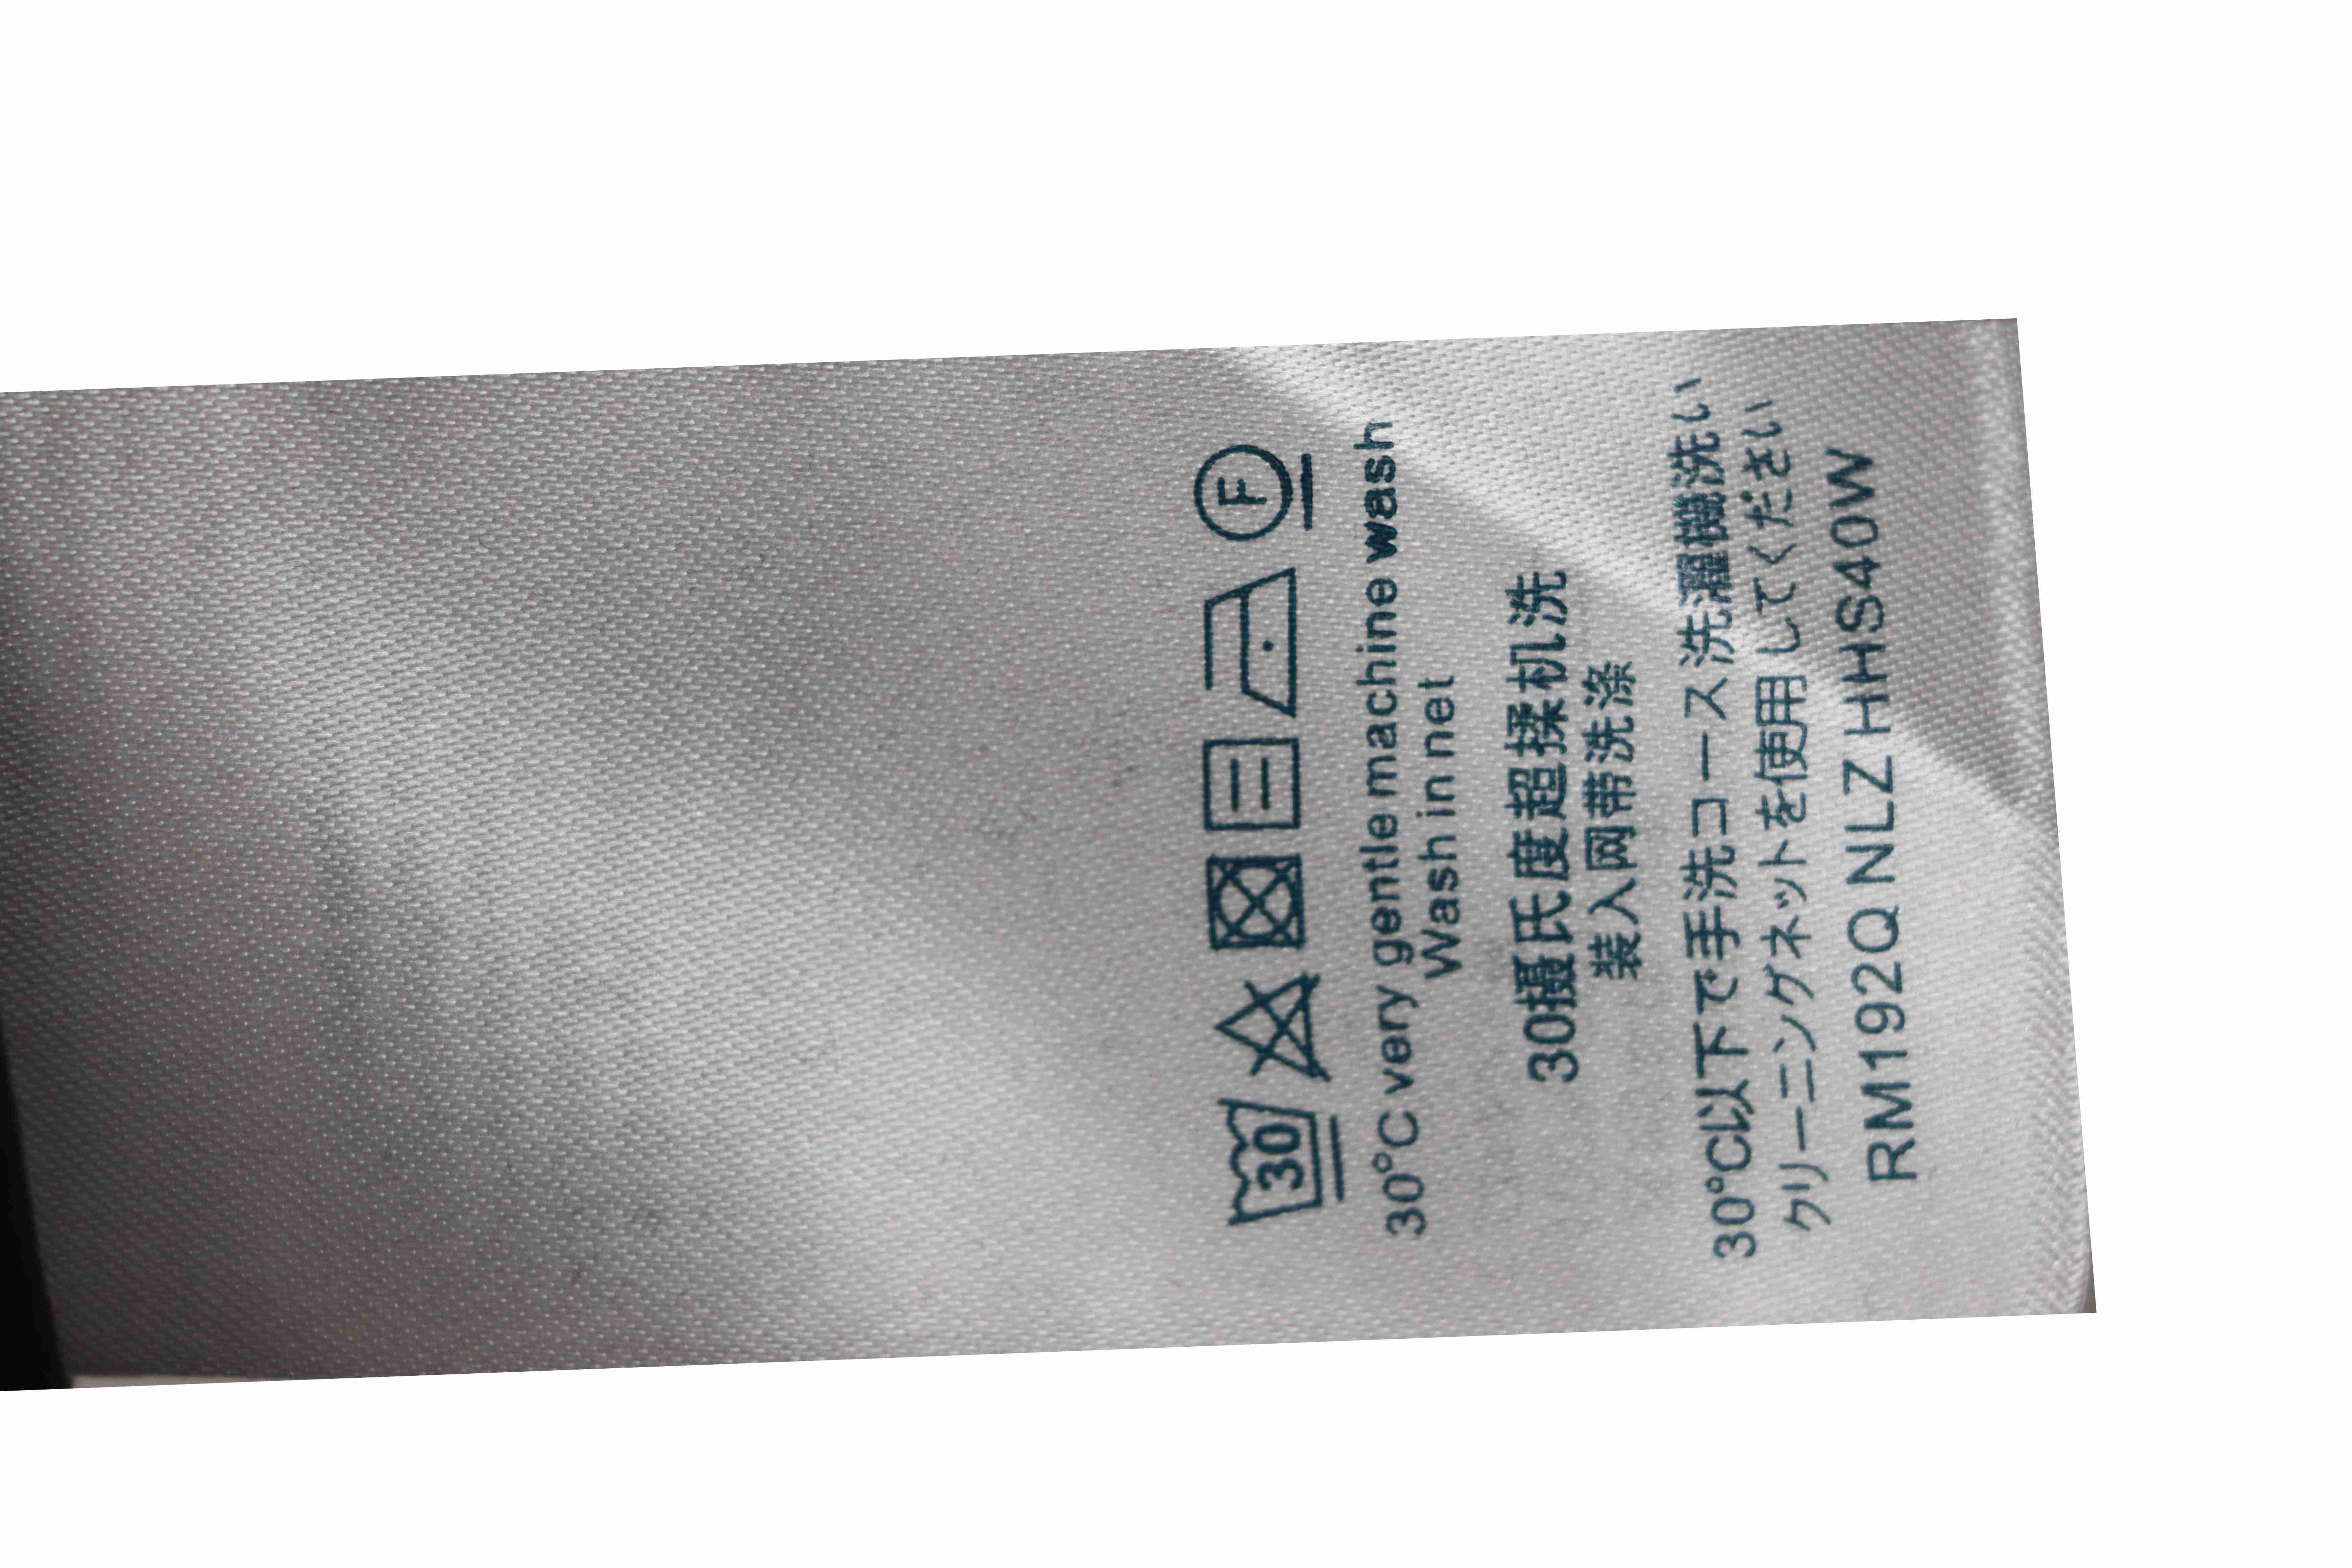 30
F
30°C very gentle machine wash
Wash in net
30摄氏度超揉机洗
装入网带洗涤
30°C以下で手洗コース洗濯機洗い
クリーニングネットを使用してください
RM192Q NLZ HHS40W